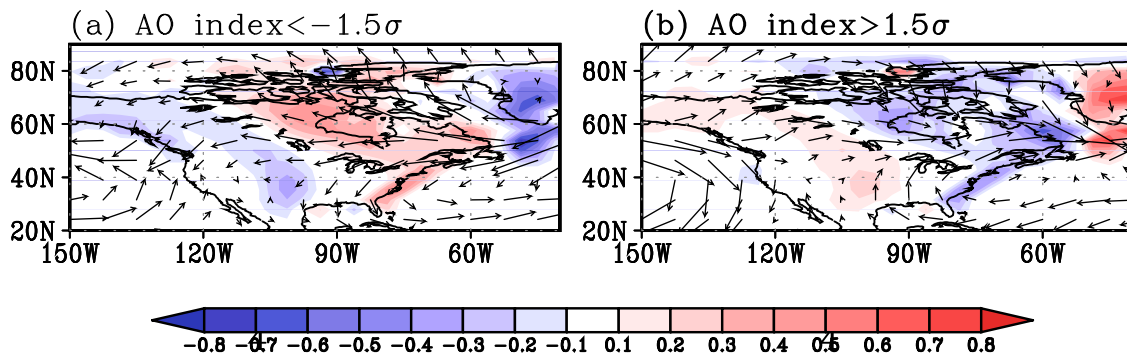 (a) AO index<−1.5σ (b) AO index>1.5σ
80N 80N
60N 60N
40N 40N
20N 20N
150W 120W 90W 60W 150W 120W 90W 60W
-0.8 -0.7 -0.6 -0.5 -0.4 -0.3 -0.2 -0.1 0.1 0.2 0.3 0.4 0.5 0.6 0.7 0.8